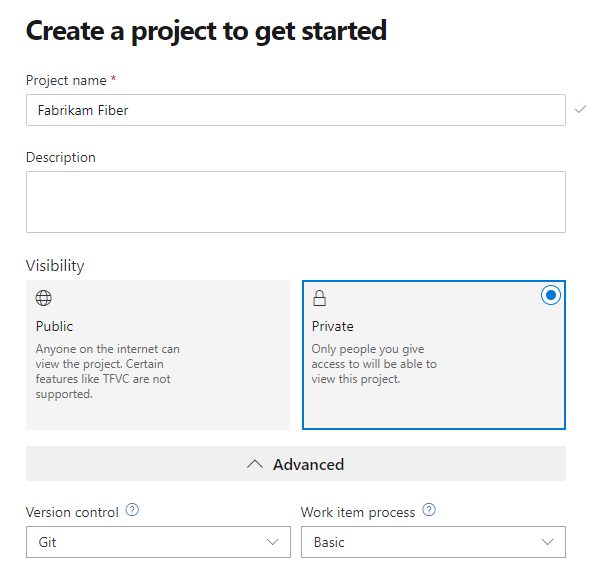 Create a project to get started
Project name *
Fabrikam Fiber
Description
Visibility
Public
Anyone on the internet can
view the project. Certain
features like TFVC are not
supported.
Private
Only people you give
access to will be able to
view this project.
Advanced
Version control ?
Git
Work item process ?
Basic